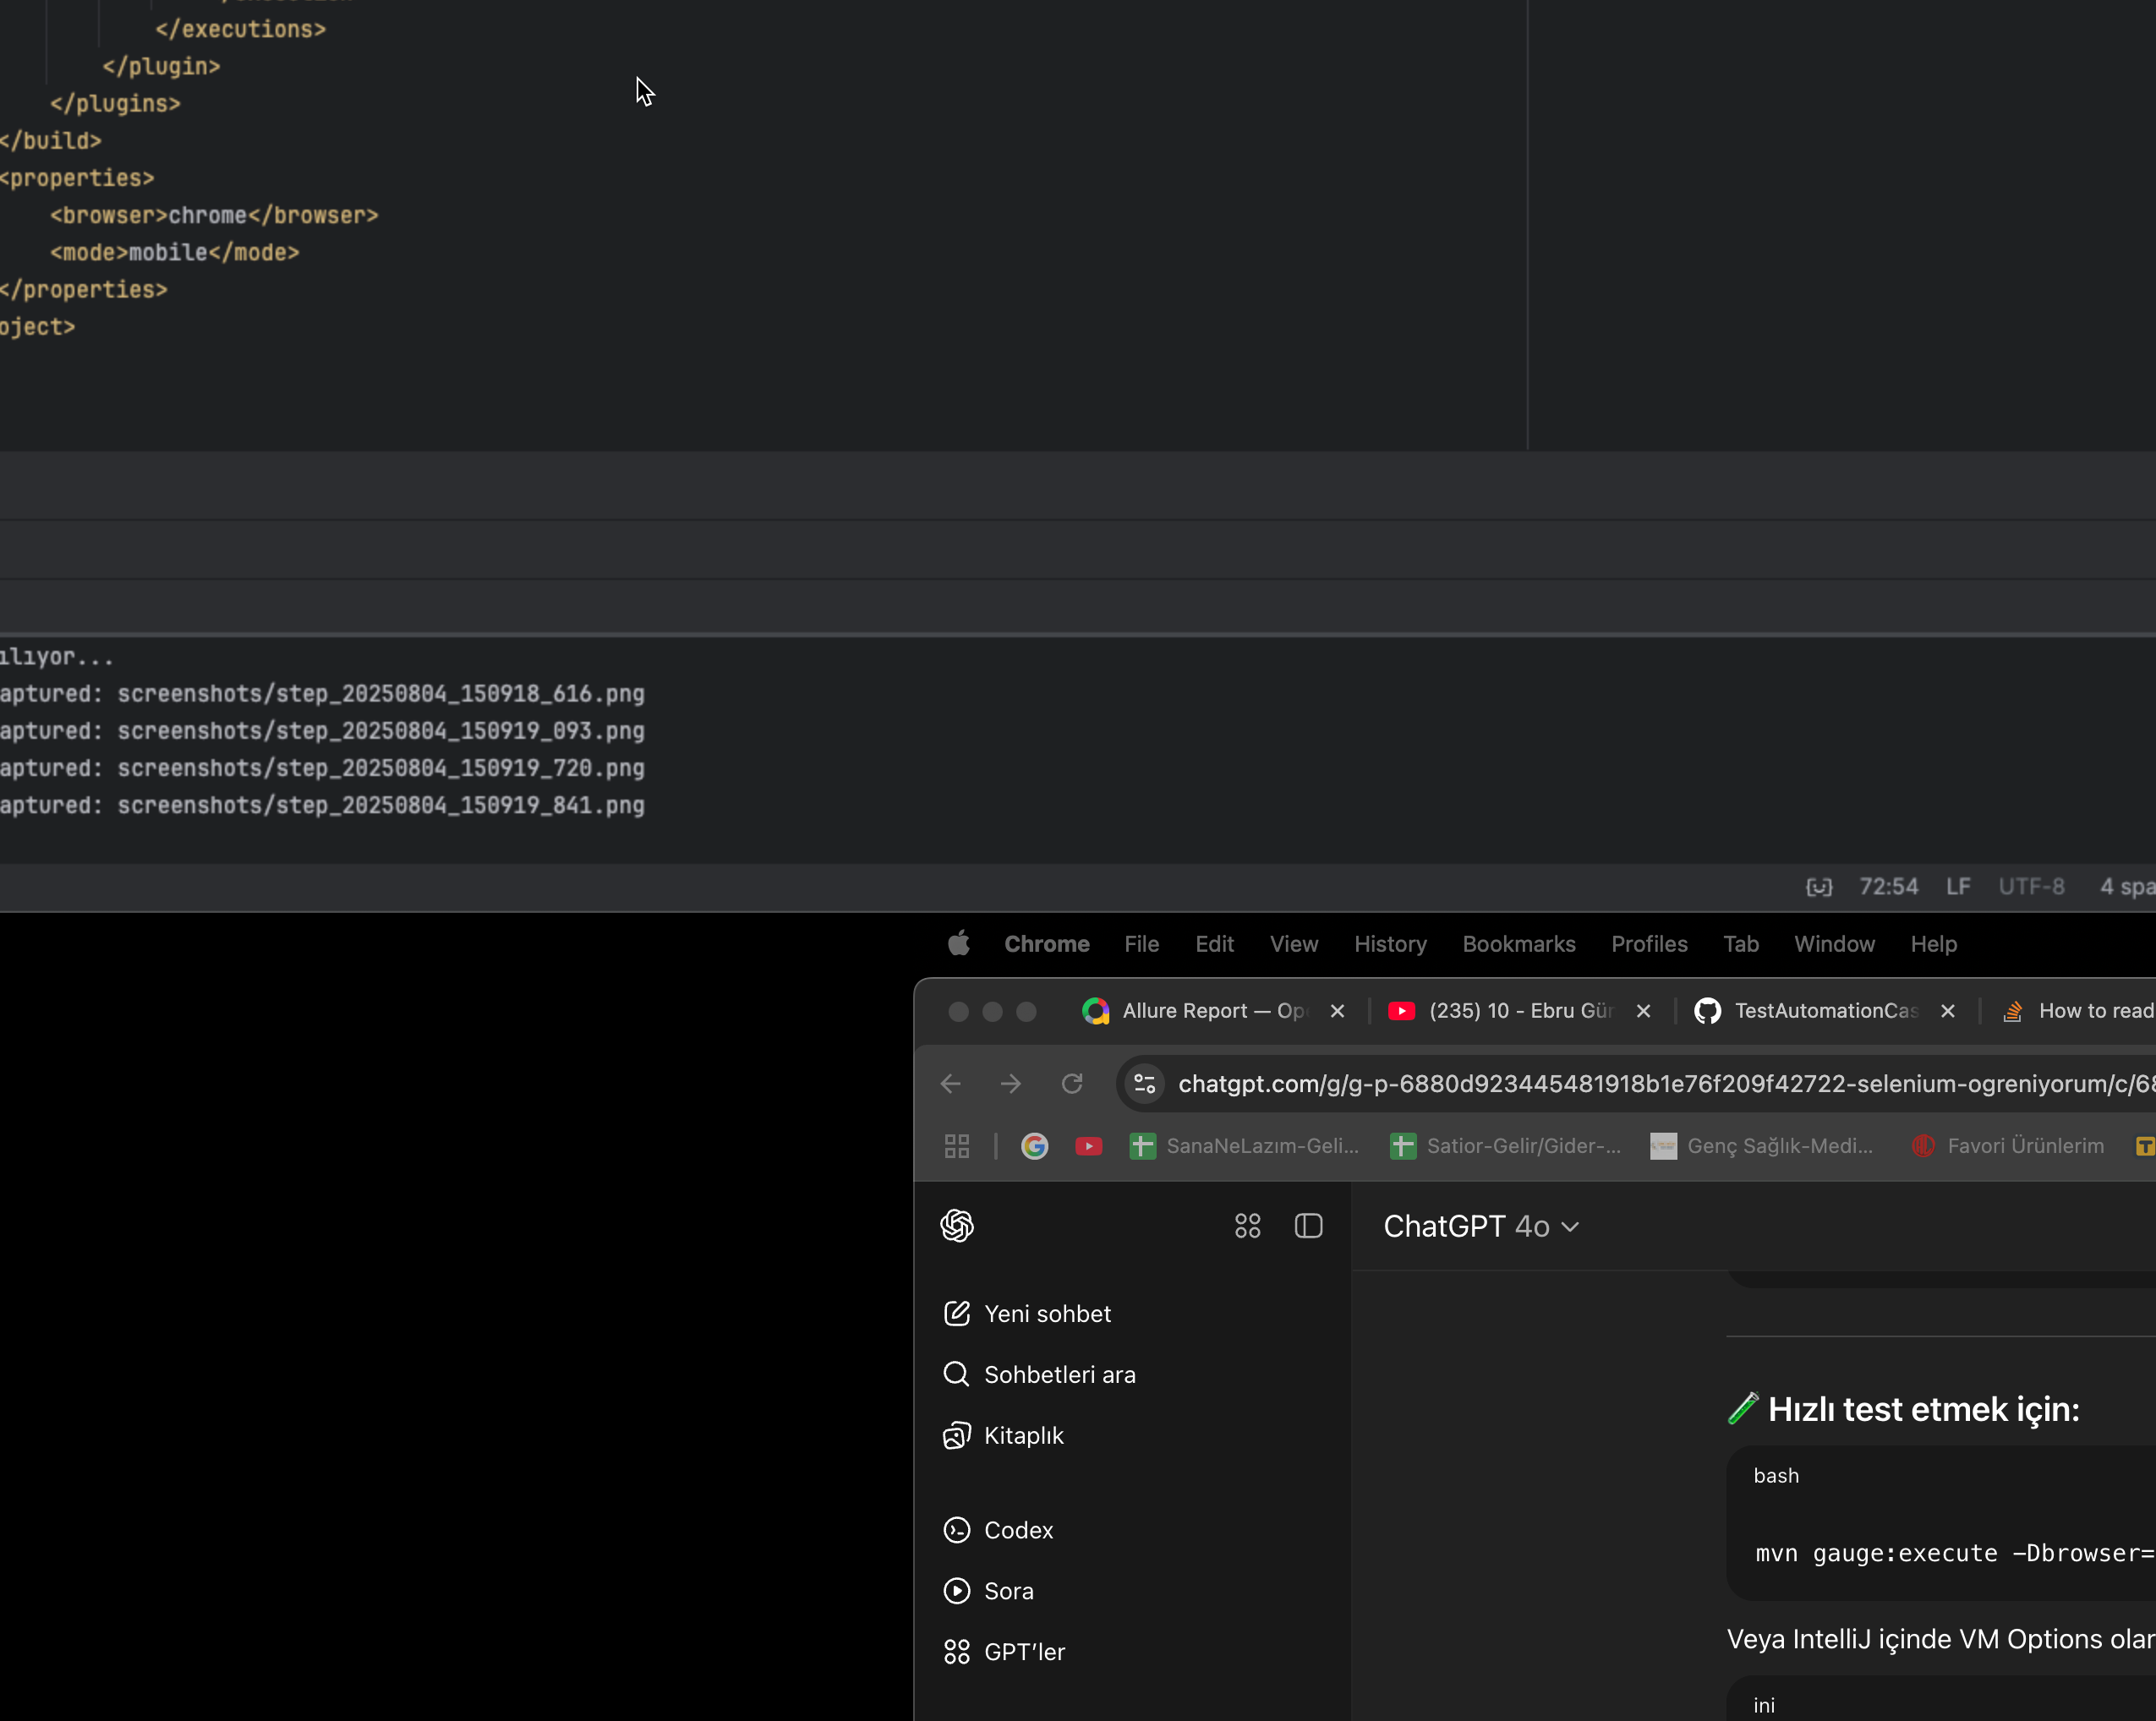 </executions>
</plugin>
</plugins>
</build>
<properties>
<browser>chrome</browser>
<mode>mobile</mode>
</properties>
oject>
ılıyor...
aptured: screenshots/step_20250804_150918_616.png
aptured: screenshots/step_20250804_150919_093.png
aptured: screenshots/step_20250804_150919_720.png
aptured: screenshots/step_20250804_150919_841.png
72:54 LF UTF-8 4 spa
Chrome File Edit View History Bookmarks Profiles Tab Window Help
Allure Report — Op (235) 10 - Ebru Gün TestAutomationCas How to read
chatgpt.com/g/g-p-6880d923445481918b1e76f209f42722-selenium-ogreniyorum/c/68
SanaNeLazım-Geli... Satior-Gelir/Gider-... Genç Sağlık-Medi... Favori Ürünlerim
ChatGPT 4o
Yeni sohbet
Sohbetleri ara
Kitaplık
Codex
Sora
GPT'ler
Hızlı test etmek için:
bash
mvn gauge:execute -Dbrowser=
Veya IntelliJ içinde VM Options olar
ini